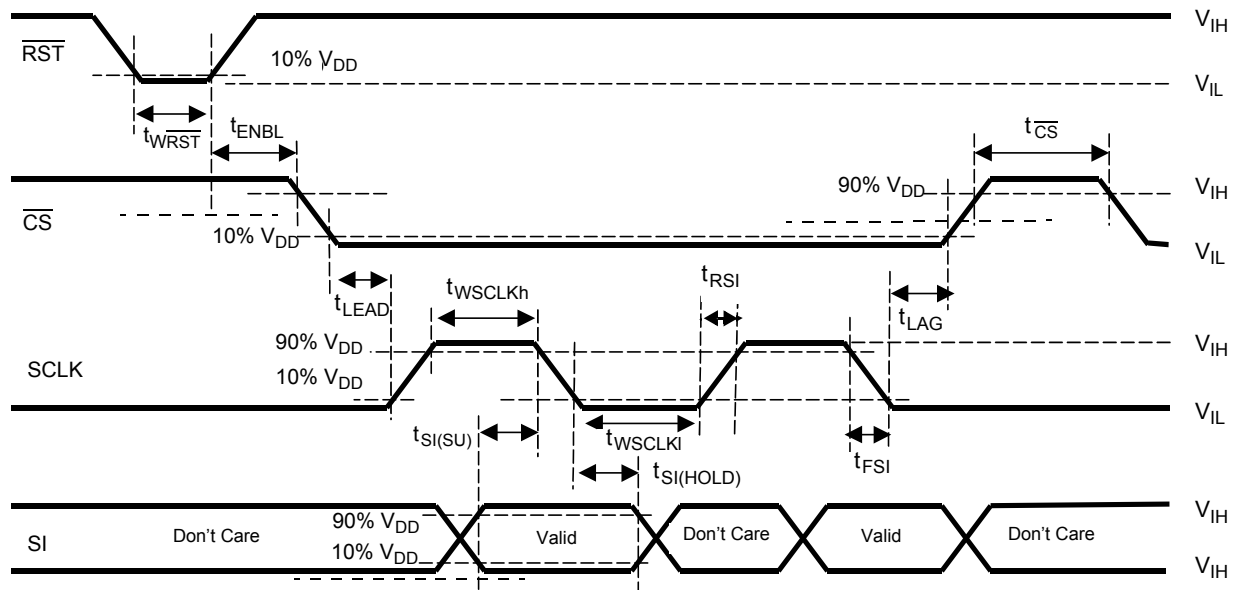 V_IH
RST
10% V_DD
V_IL
t_WRST
t_ENBL
t_CS
90% V_DD
V_IH
CS
10% V_DD
V_IL
t_LEAD
t_WSCLKh
t_RSI
t_LAG
90% V_DD
V_IH
SCLK
10% V_DD
V_IL
t_SI(SU)
t_WSCLKl
t_SI(HOLD)
t_FSI
90% V_DD
V_IH
SI
Don't Care
Valid
Don't Care
Valid
Don't Care
10% V_DD
V_IH